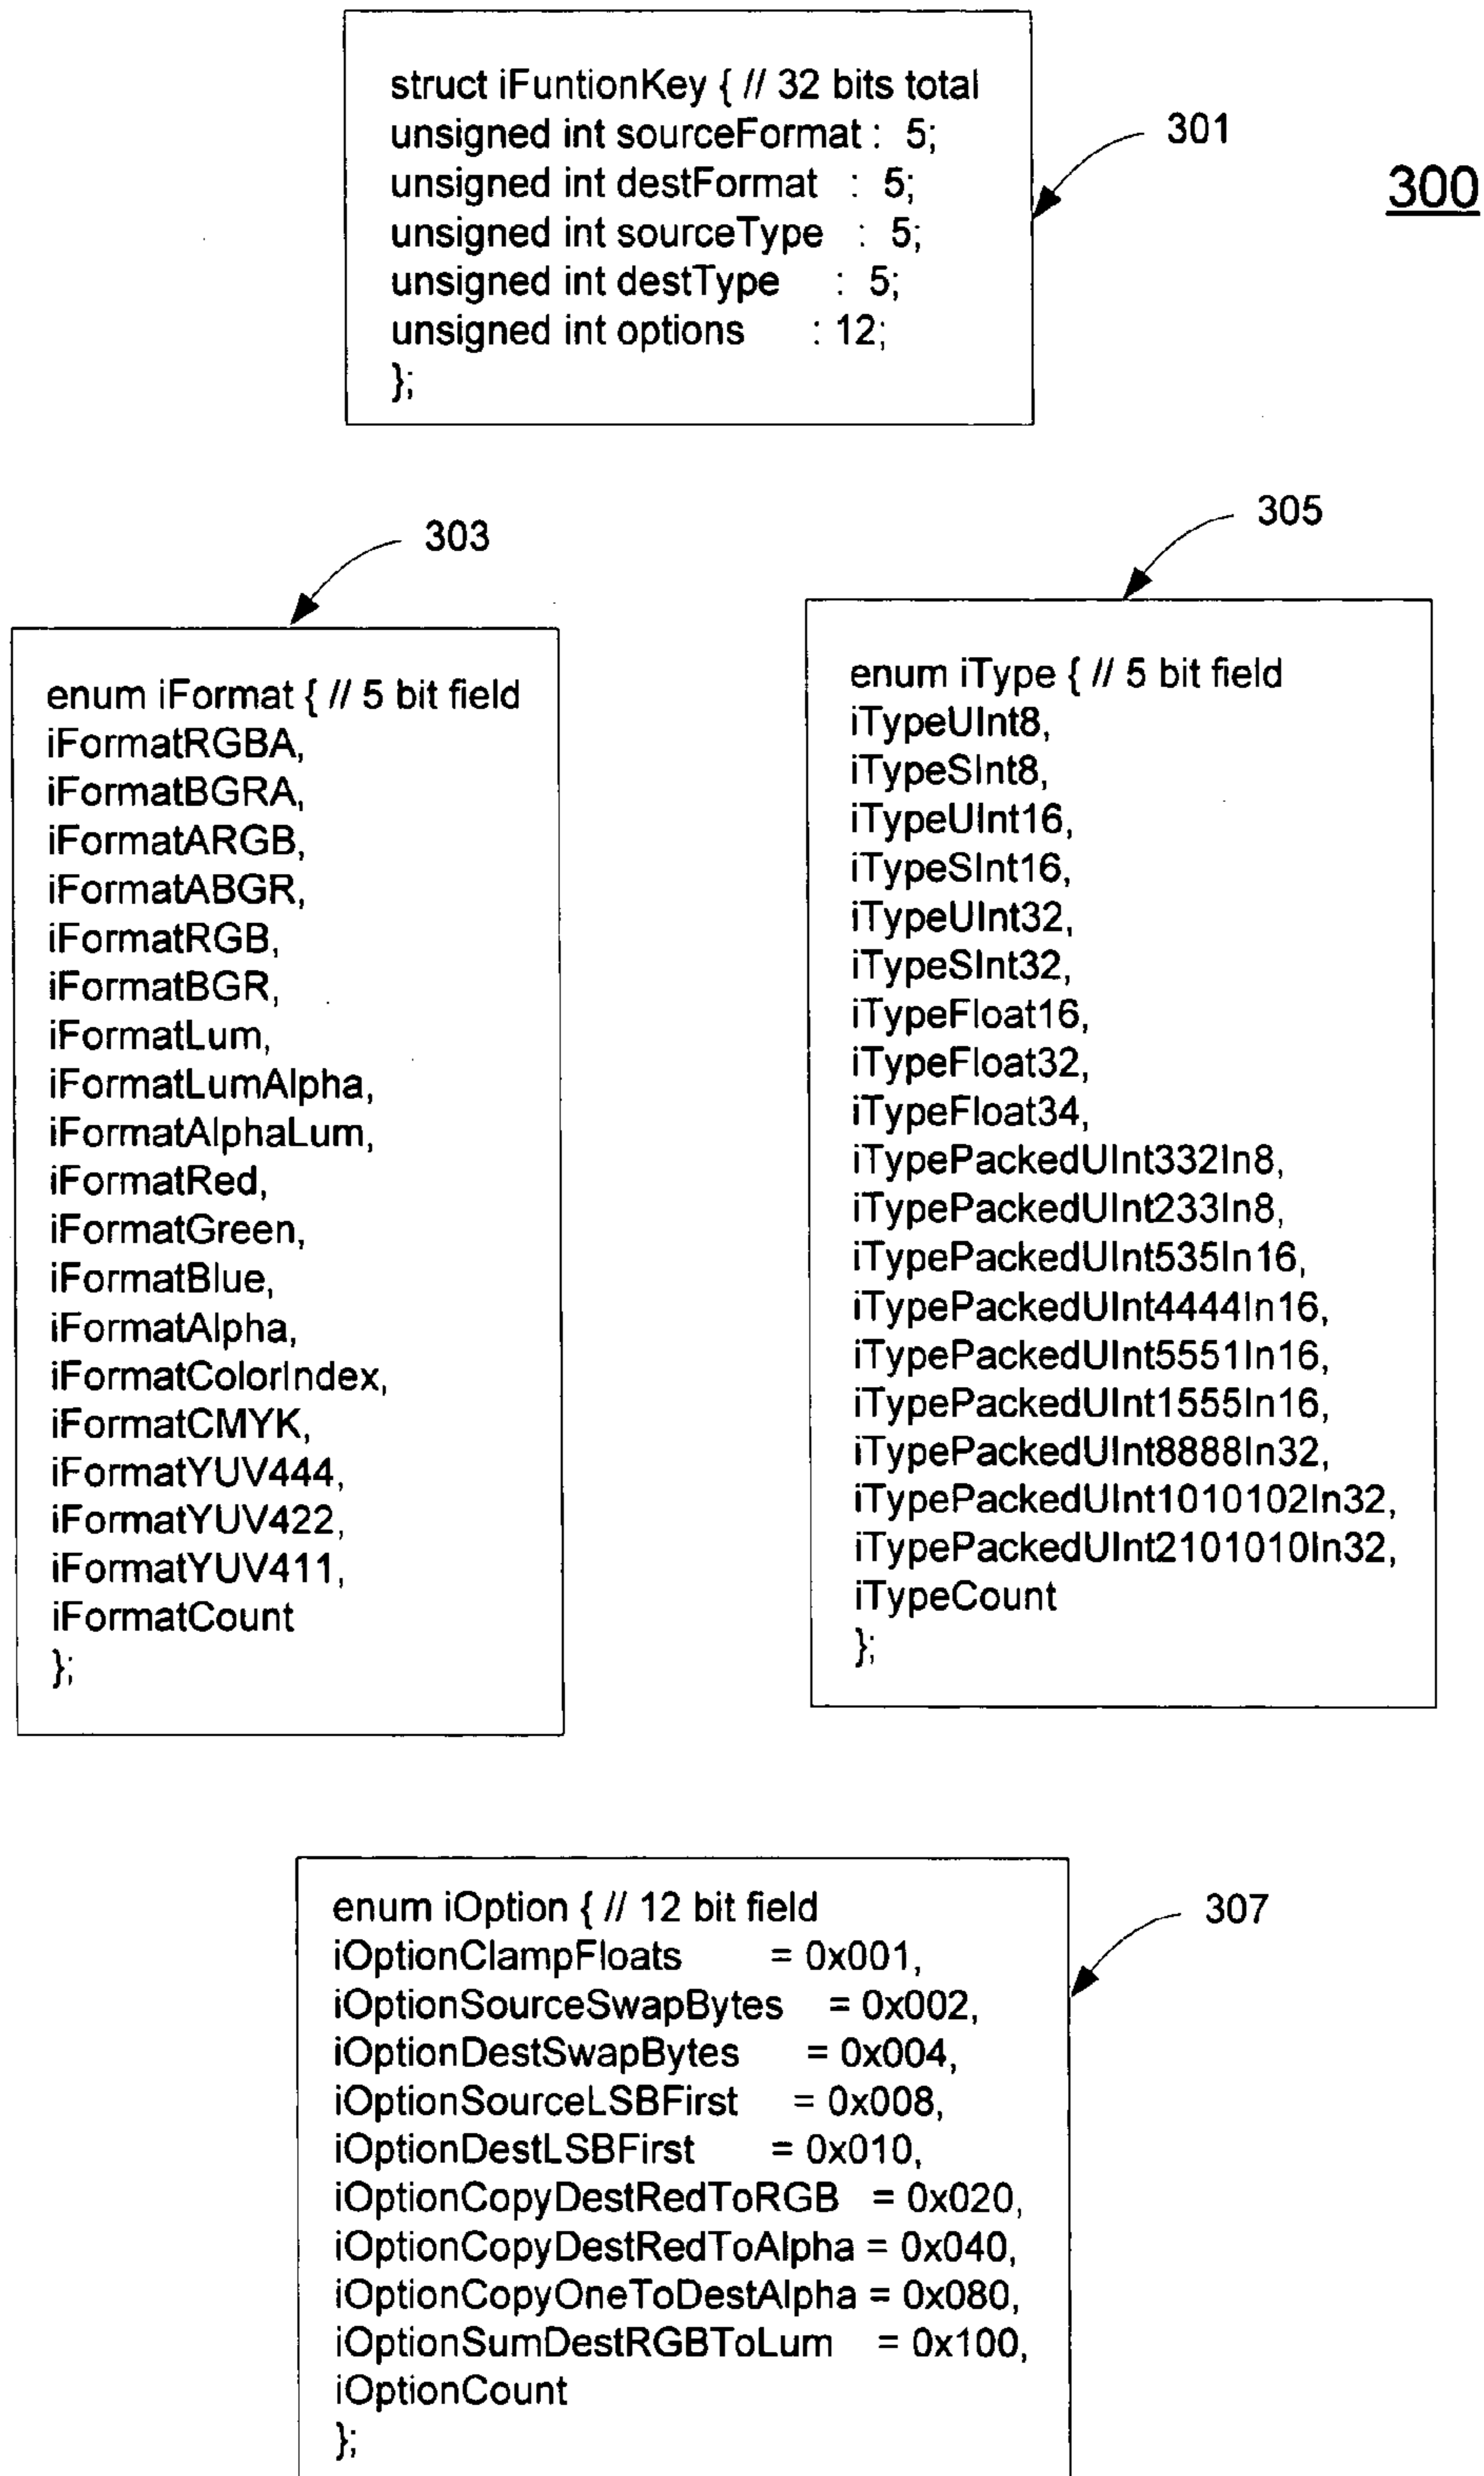 struct iFuntionKey { // 32 bits total
unsigned int sourceFormat : 5;
unsigned int destFormat : 5;
unsigned int sourceType : 5;
unsigned int destType : 5;
unsigned int options : 12;
};
301
300
303
enum iFormat { // 5 bit field
iFormatRGBA,
iFormatBGRA,
iFormatARGB,
iFormatABGR,
iFormatRGB,
iFormatBGR,
iFormatLum,
iFormatLumAlpha,
iFormatAlphaLum,
iFormatRed,
iFormatGreen,
iFormatBlue,
iFormatAlpha,
iFormatColorIndex,
iFormatCMYK,
iFormatYUV444,
iFormatYUV422,
iFormatYUV411,
iFormatCount
};
305
enum iType { // 5 bit field
iTypeUInt8,
iTypeSInt8,
iTypeUInt16,
iTypeSInt16,
iTypeUInt32,
iTypeSInt32,
iTypeFloat16,
iTypeFloat32,
iTypeFloat34,
iTypePackedUInt332In8,
iTypePackedUInt233In8,
iTypePackedUInt535In16,
iTypePackedUInt4444In16,
iTypePackedUInt5551In16,
iTypePackedUInt1555In16,
iTypePackedUInt8888In32,
iTypePackedUInt1010102In32,
iTypePackedUInt2101010In32,
iTypeCount
};
enum iOption { // 12 bit field
iOptionClampFloats = 0x001,
iOptionSourceSwapBytes = 0x002,
iOptionDestSwapBytes = 0x004,
iOptionSourceLSBFirst = 0x008,
iOptionDestLSBFirst = 0x010,
iOptionCopyDestRedToRGB = 0x020,
iOptionCopyDestRedToAlpha = 0x040,
iOptionCopyOneToDestAlpha = 0x080,
iOptionSumDestRGBToLum = 0x100,
iOptionCount
};
307